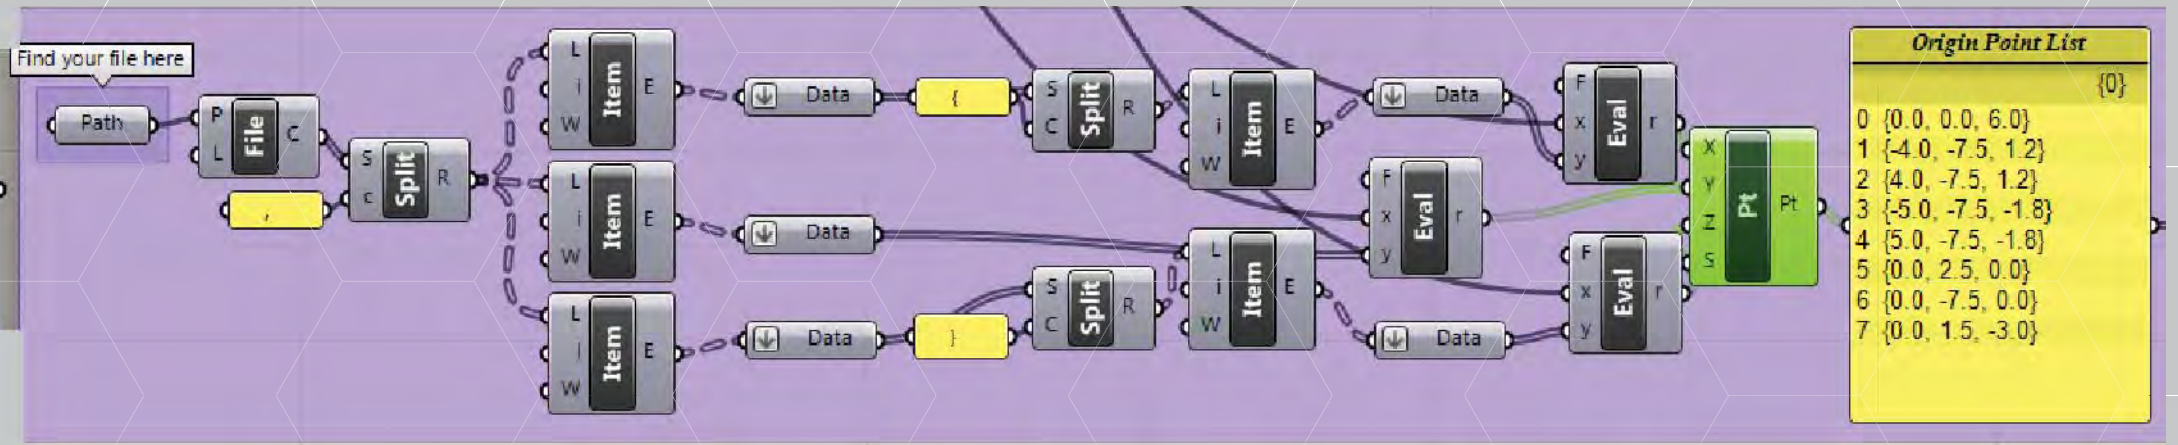 Find your file here
Path
P
L
File
C
,
S
c
Split
R
L
i
W
Item
E
L
i
W
Item
E
L
i
W
Item
E
Data
Data
Data
{
}
S
C
Split
R
S
C
Split
R
L
i
W
Item
E
L
i
W
Item
E
Data
Data
F
x
y
Eval
r
F
x
y
Eval
r
F
x
y
Eval
r
X
Y
Z
S
Pt
Pt
Origin Point List
{0}
0 {0.0, 0.0, 6.0}
1 {-4.0, -7.5, 1.2}
2 {4.0, -7.5, 1.2}
3 {-5.0, -7.5, -1.8}
4 {5.0, -7.5, -1.8}
5 {0.0, 2.5, 0.0}
6 {0.0, -7.5, 0.0}
7 {0.0, 1.5, -3.0}